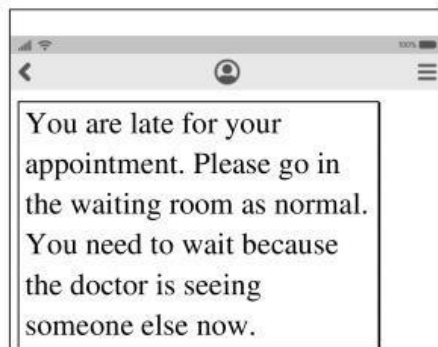 100%
You are late for your
appointment. Please go in
the waiting room as normal.
You need to wait because
the doctor is seeing
someone else now.